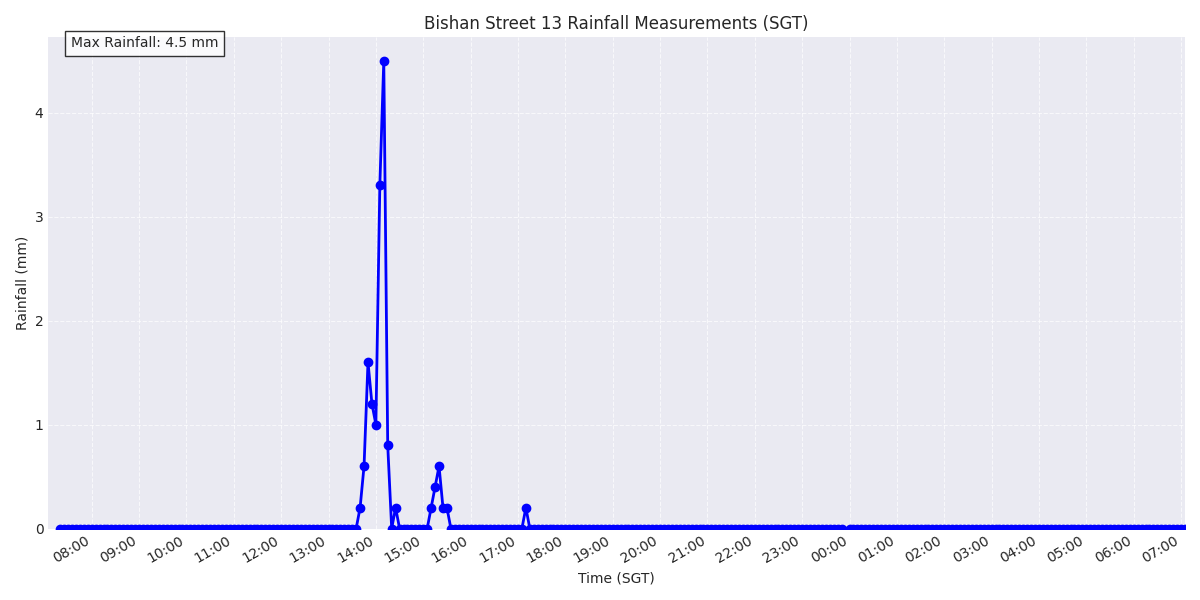 Bishan Street 13 Rainfall Measurements (SGT)
Max Rainfall: 4.5 mm
Rainfall (mm)
4
3
2
1
0
08:00 09:00 10:00 11:00 12:00 13:00 14:00 15:00 16:00 17:00 18:00 19:00 20:00 21:00 22:00 23:00 00:00 01:00 02:00 03:00 04:00 05:00 06:00 07:00
Time (SGT)